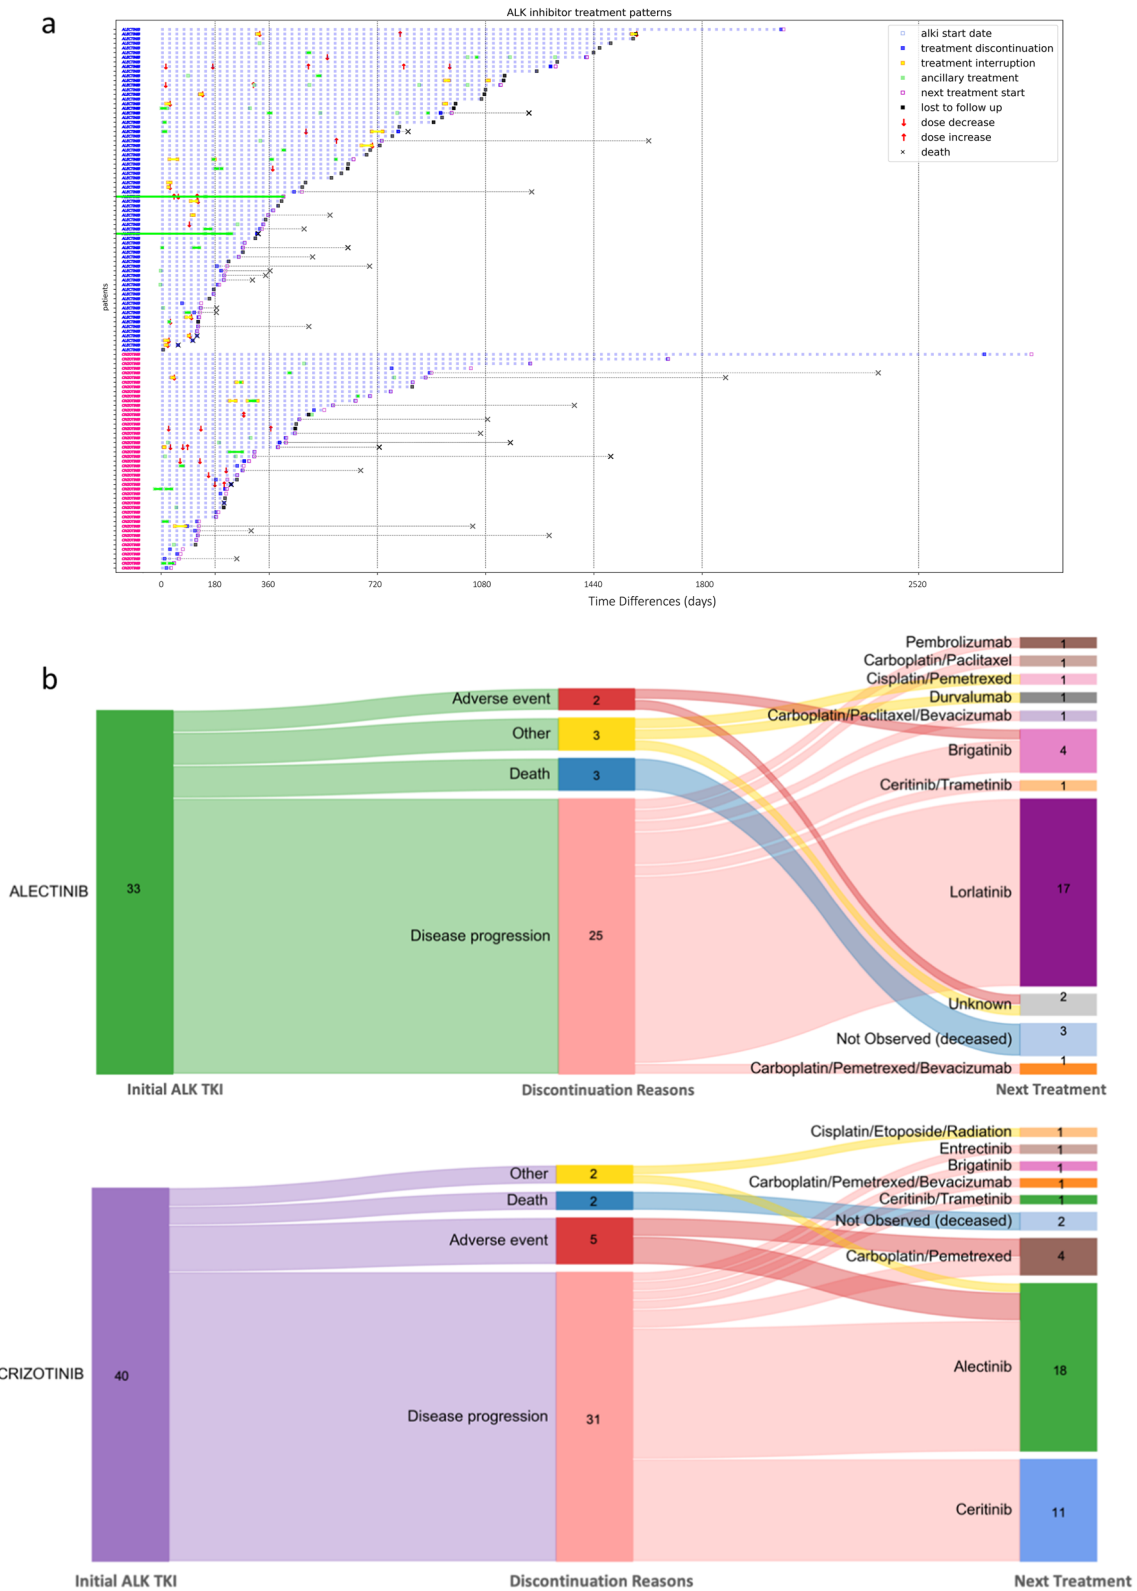 a
ALK inhibitor treatment patterns
alki start date
treatment discontinuation
treatment interruption
ancillary treatment
next treatment start
lost to follow up
dose decrease
dose increase
death
patients
0 180 360 720 1080 1440 1800 2520
Time Differences (days)
b
Pembrolizumab 1
Carboplatin/Paclitaxel 1
Cisplatin/Pemetrexed 1
Durvalumab 1
Carboplatin/Paclitaxel/Bevacizumab 1
Adverse event 2
Other 3
Death 3
Brigatinib 4
Ceritinib/Trametinib 1
ALECTINIB 33
Disease progression 25
Lorlatinib 17
Unknown 2
Not Observed (deceased) 3
Carboplatin/Pemetrexed/Bevacizumab 1
Initial ALK TKI Discontinuation Reasons Next Treatment
Cisplatin/Etoposide/Radiation 1
Entrectinib 1
Brigatinib 1
Carboplatin/Pemetrexed/Bevacizumab 1
Ceritinib/Trametinib 1
Not Observed (deceased) 2
Other 2
Death 2
Adverse event 5
Carboplatin/Pemetrexed 4
CRIZOTINIB 40
Disease progression 31
Alectinib 18
Ceritinib 11
Initial ALK TKI Discontinuation Reasons Next Treatment